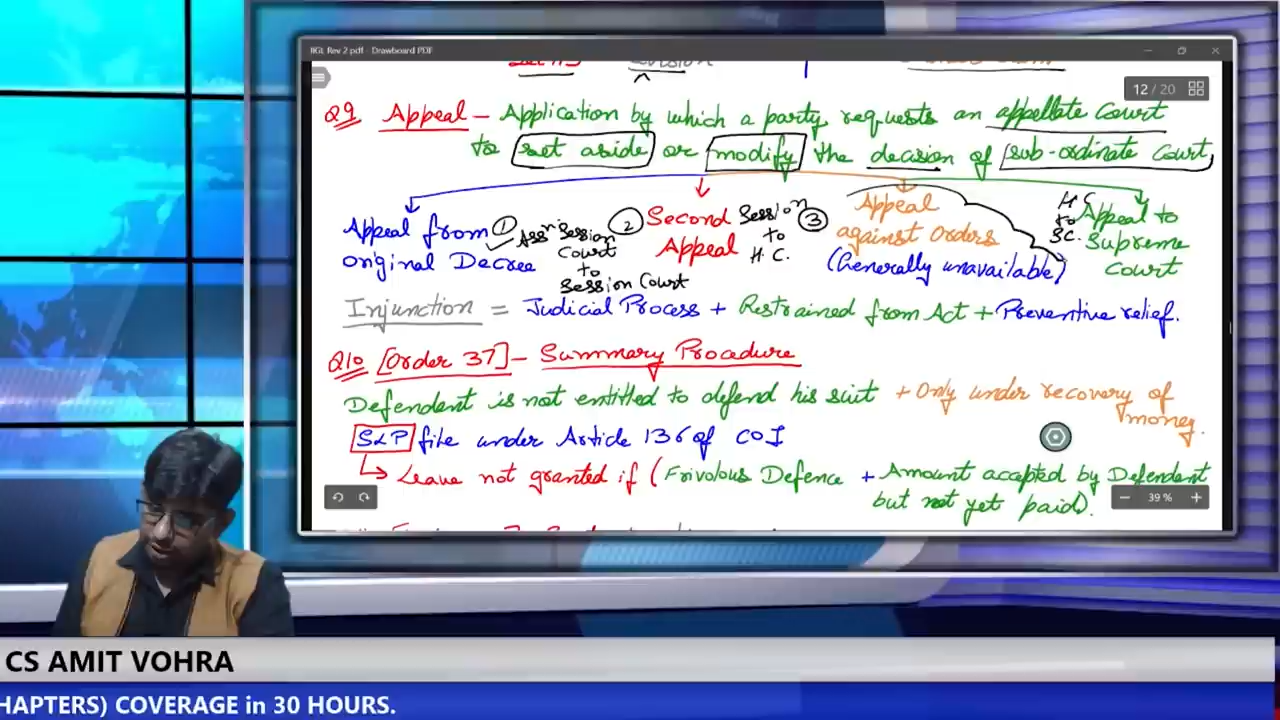 JIGL Rev 2.pdf - Drawboard PDF
12 / 20
Q9 Appeal - Application by which a party requests an appellate Court
to set aside or modify the decision of sub-ordinate Court,
Appeal from original Decree
① Assn Session Court to Session Court
② Second Appeal
Session to H.C.
③ Appeal against Orders
(Generally unavailable)
H C to SC.
Appeal to Supreme Court
Injunction = Judicial Process + Restrained from Act + Preventive relief.
Q10 [Order 37] - Summary Procedure
Defendent is not entitled to defend his suit + Only under recovery of money.
SLP file under Article 136 of COI
Leave not granted if (Frivolous Defence + Amount accepted by Defendent
but not yet paid).
39 %
CS AMIT VOHRA
HAPTERS) COVERAGE in 30 HOURS.